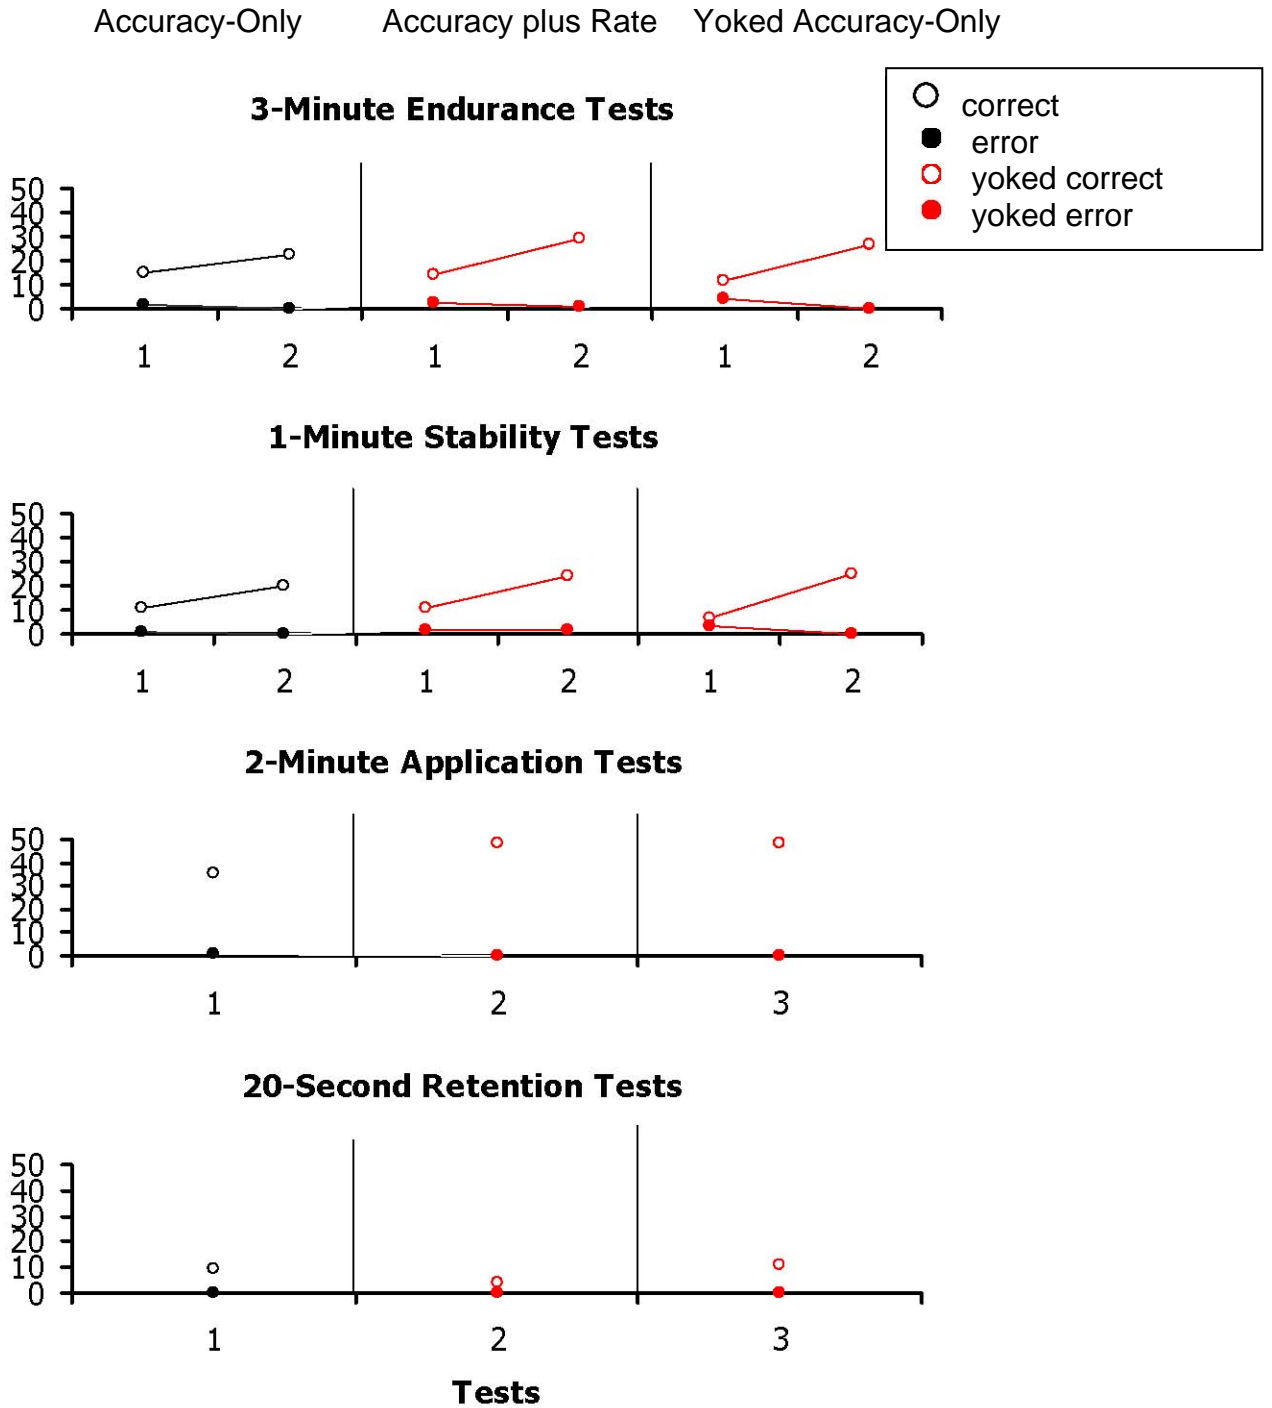 Accuracy-Only Accuracy plus Rate Yoked Accuracy-Only
correct
error
yoked correct
yoked error
3-Minute Endurance Tests
50
40
30
20
10
0
1 2 1 2 1 2
1-Minute Stability Tests
50
40
30
20
10
0
1 2 1 2 1 2
2-Minute Application Tests
50
40
30
20
10
0
1 2 3
20-Second Retention Tests
50
40
30
20
10
0
1 2 3
Tests